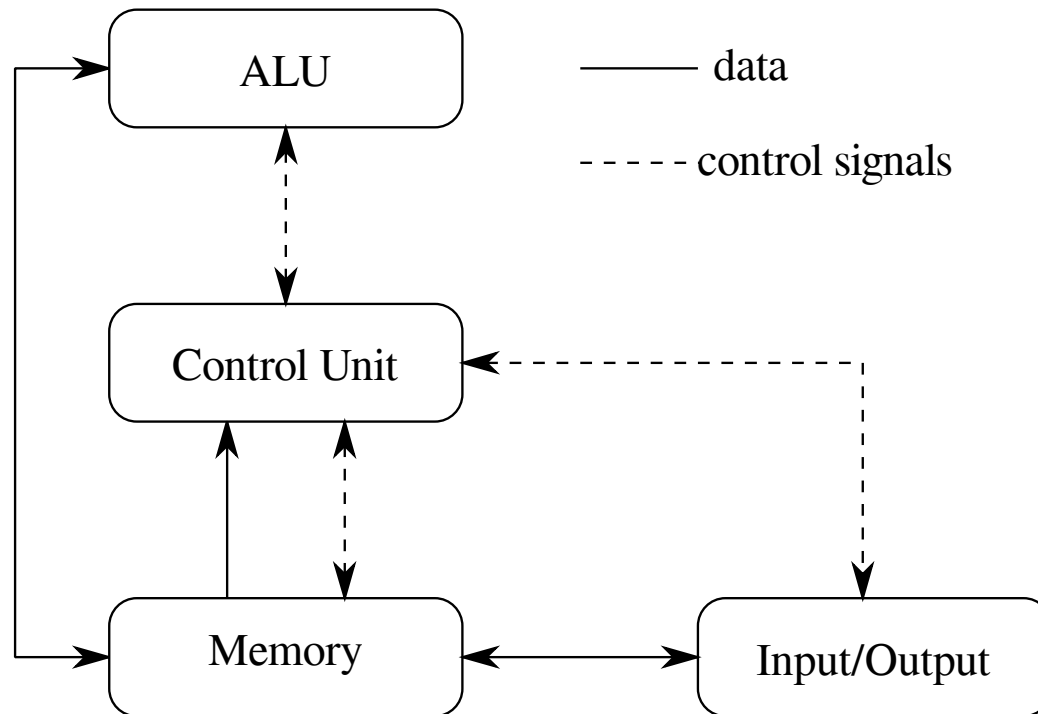 ALU
data
control signals
Control Unit
Memory
Input/Output